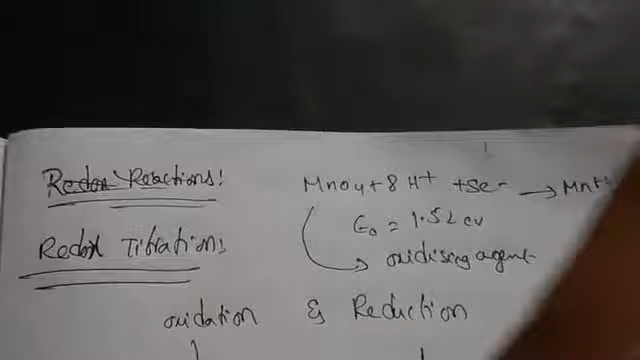 Redox Reactions:
MnO4 + 8 H+ + 5e- → Mn++
E0 = 1.52 ev
Redox Titrations
oxidising agent
oxidation & Reduction